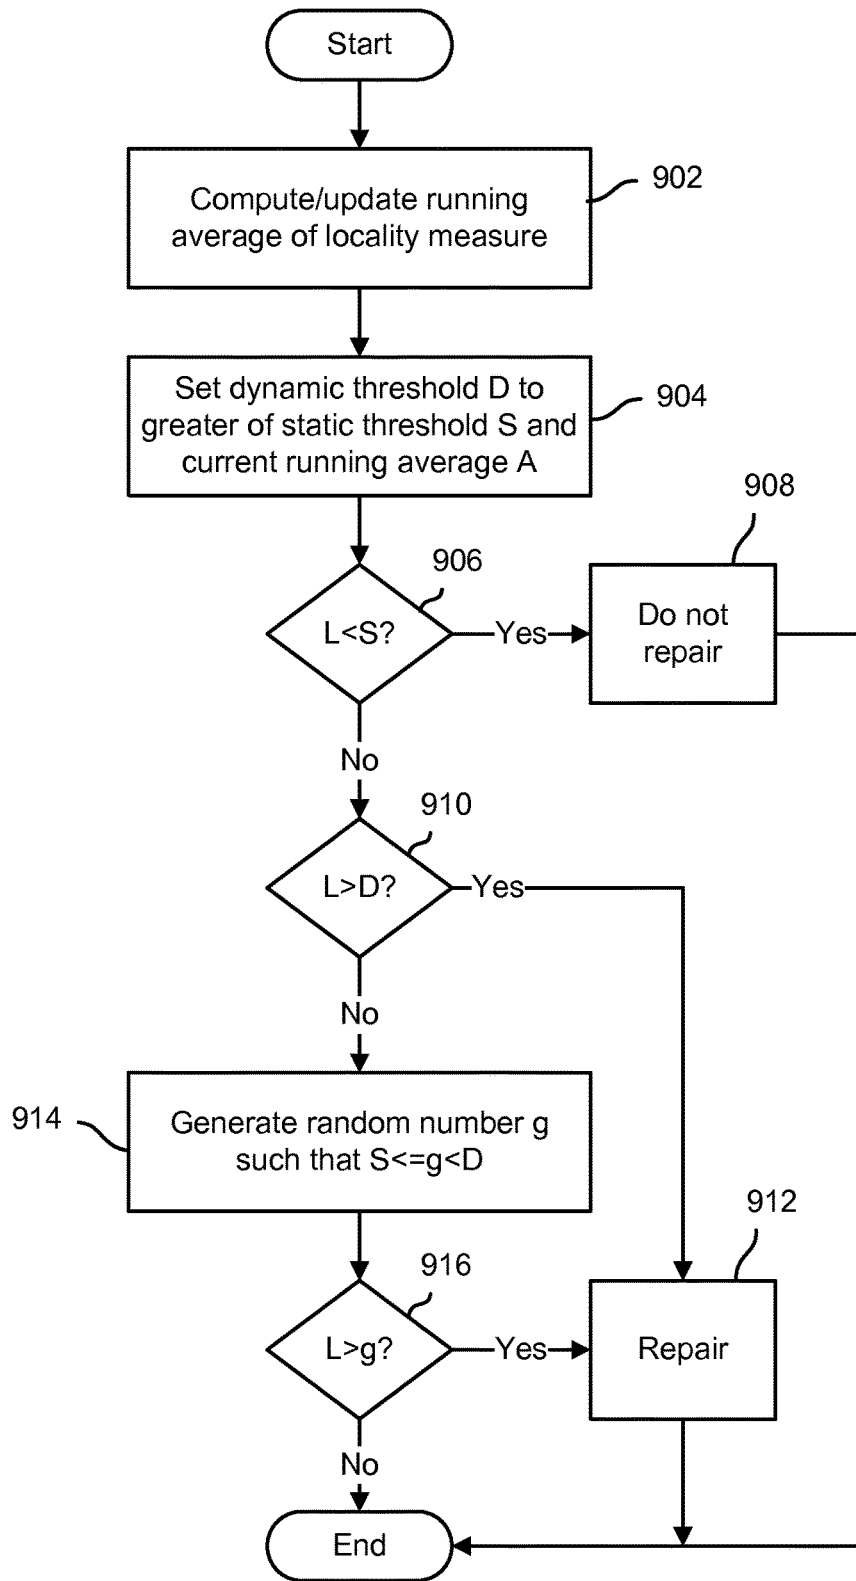 Start
902
Compute/update running
average of locality measure
904
Set dynamic threshold D to
greater of static threshold S and
current running average A
908
906
L<S?
Yes
Do not
repair
No
910
L>D?
Yes
No
914
Generate random number g
such that S<=g<D
912
916
L>g?
Yes
Repair
No
End